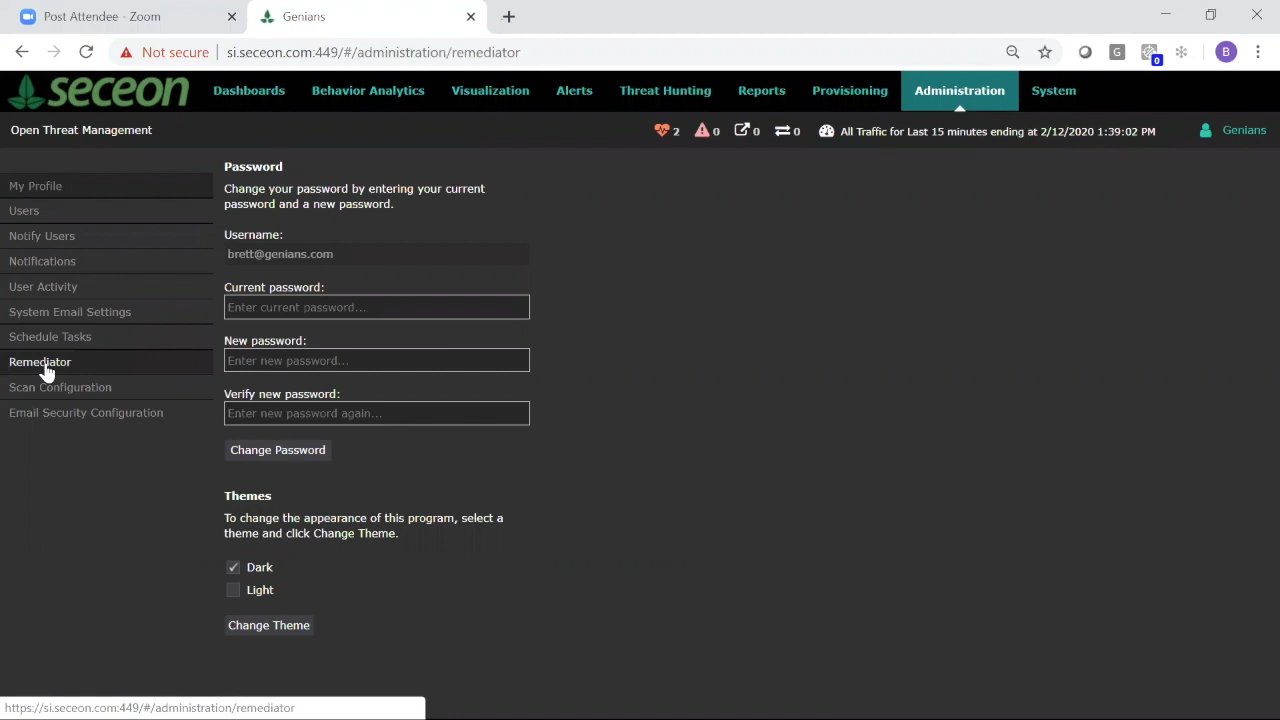 Post Attendee - Zoom
Genians
Not secure
si.seceon.com:449/#/administration/remediator
G
0
B
seceon
Dashboards
Behavior Analytics
Visualization
Alerts
Threat Hunting
Reports
Provisioning
Administration
System
Open Threat Management
2
0
0
0
All Traffic for Last 15 minutes ending at 2/12/2020 1:39:02 PM
Genians
My Profile
Users
Notify Users
Notifications
User Activity
System Email Settings
Schedule Tasks
Remediator
Scan Configuration
Email Security Configuration
Password
Change your password by entering your current
password and a new password.
Username:
brett@genians.com
Current password:
Enter current password...
New password:
Enter new password...
Verify new password:
Enter new password again...
Change Password
Themes
To change the appearance of this program, select a
theme and click Change Theme.
Dark
Light
Change Theme
https://si.seceon.com:449/#/administration/remediator